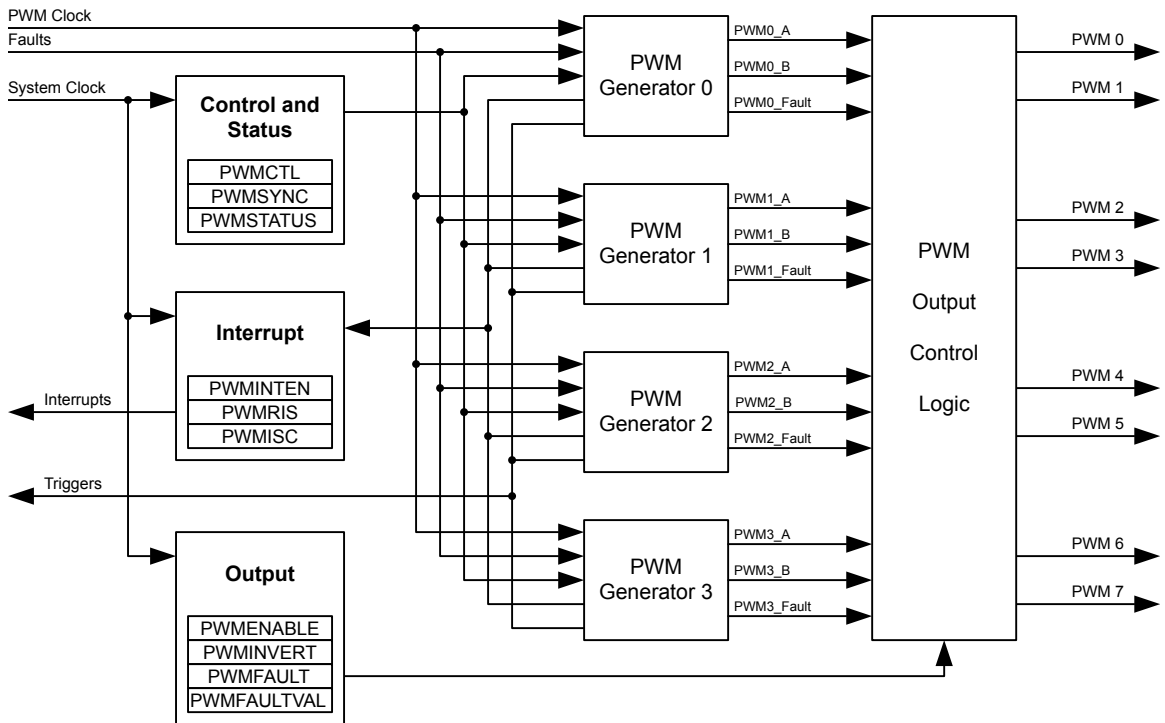 PWM Clock
Faults
System Clock
Control and
Status
PWMCTL
PWMSYNC
PWMSTATUS
Interrupt
PWMINTEN
PWMRIS
PWMISC
Interrupts
Triggers
Output
PWMENABLE
PWMINVERT
PWMFAULT
PWMFAULTVAL
PWM
Generator 0
PWM0_A
PWM0_B
PWM0_Fault
PWM
Generator 1
PWM1_A
PWM1_B
PWM1_Fault
PWM
Generator 2
PWM2_A
PWM2_B
PWM2_Fault
PWM
Generator 3
PWM3_A
PWM3_B
PWM3_Fault
PWM
Output
Control
Logic
PWM 0
PWM 1
PWM 2
PWM 3
PWM 4
PWM 5
PWM 6
PWM 7